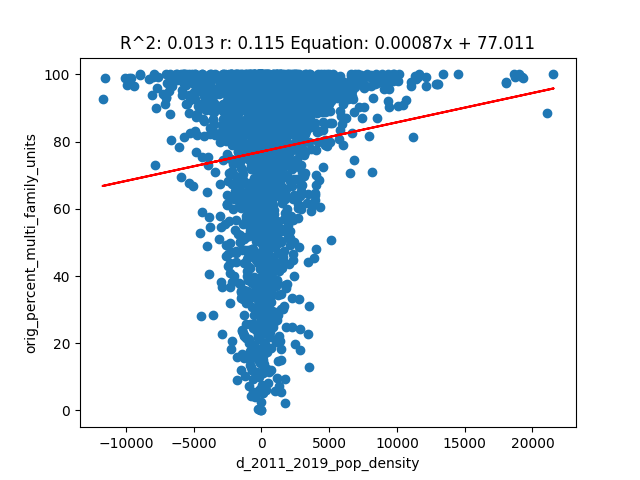 R^2: 0.013 r: 0.115 Equation: 0.00087x + 77.011
100
80
60
40
20
0
orig_percent_multi_family_units
−10000 −5000 0 5000 10000 15000 20000
d_2011_2019_pop_density